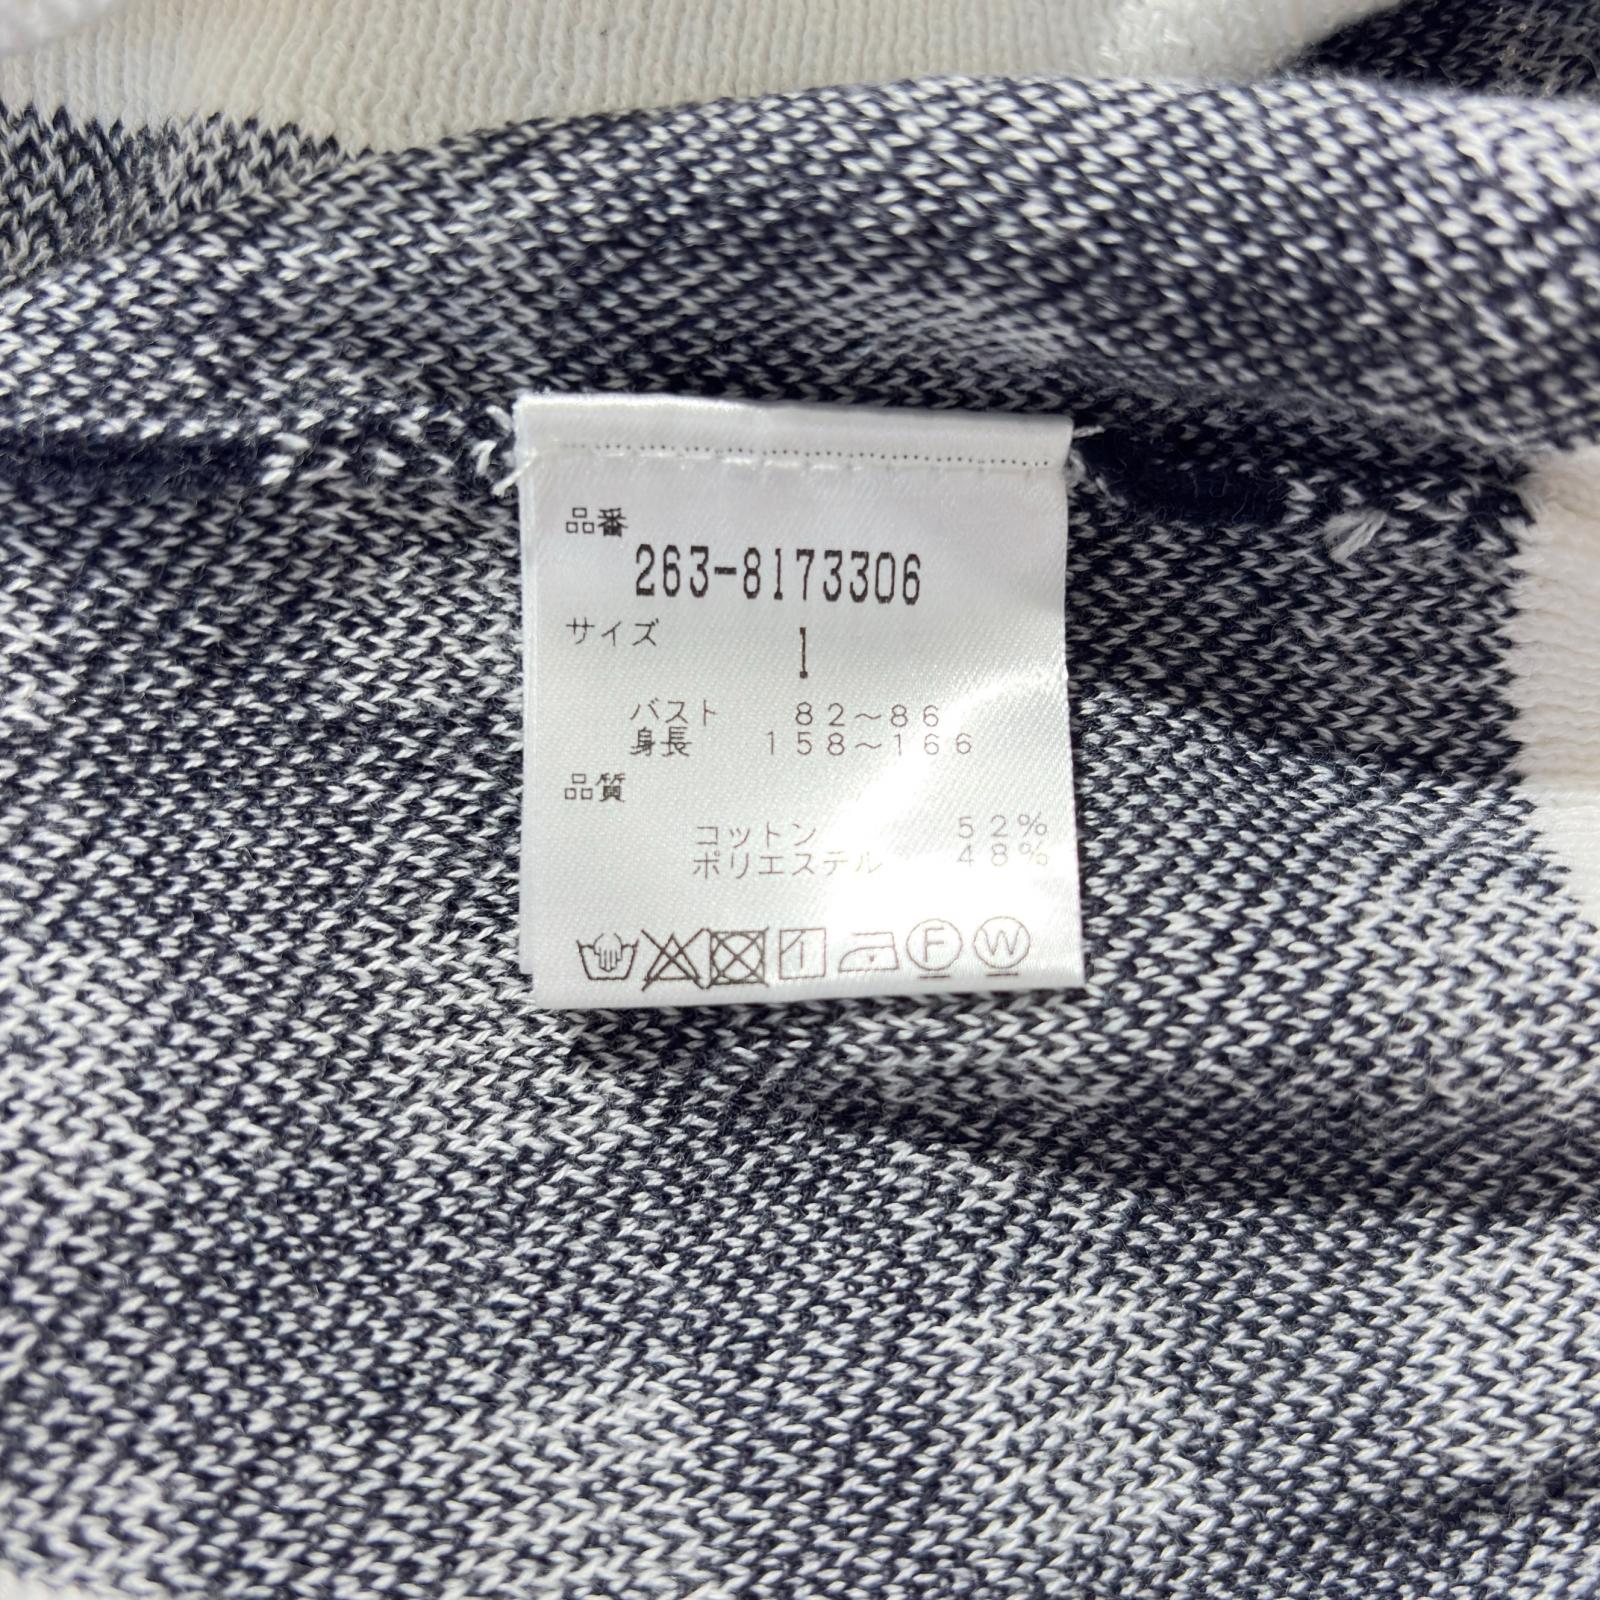 品番
263-8173306
サイズ 1
バスト 82～86
身長 158～166
品質
コットン 52%
ポリエステル 48%
F W